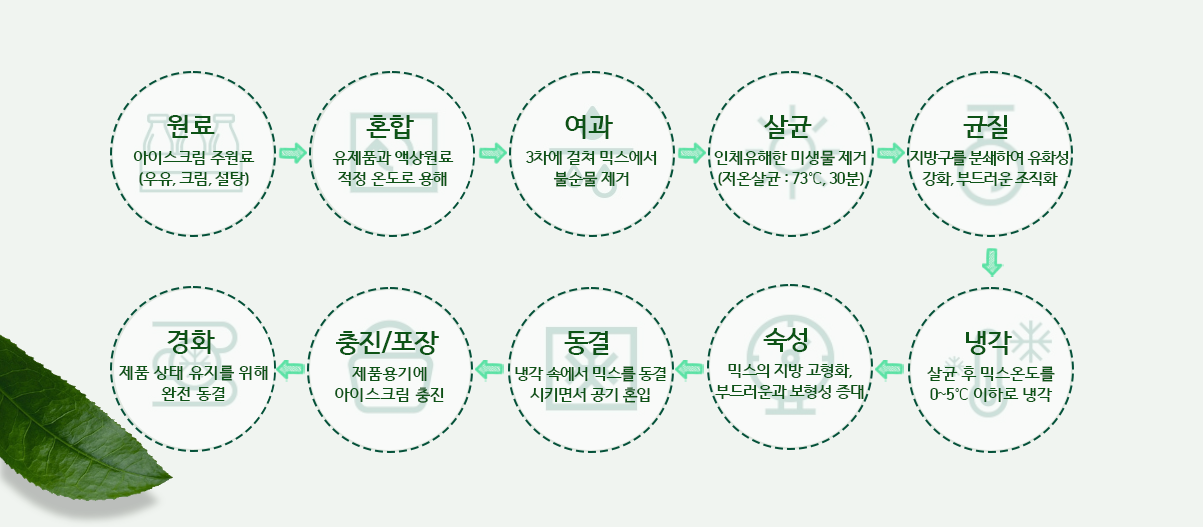 원료
아이스크림 주원료
(우유, 크림, 설탕)
혼합
유제품과 액상원료
적정 온도로 용해
여과
3차에 걸쳐 믹스에서
불순물 제거
살균
인체유해한 미생물 제거
(저온살균 : 73℃, 30분)
균질
지방구를 분쇄하여 유화성
강화, 부드러운 조직화
냉각
살균 후 믹스온도를
0~5℃ 이하로 냉각
숙성
믹스의 지방 고형화,
부드러운과 보형성 증대
동결
냉각 속에서 믹스를 동결
시키면서 공기 혼입
충진/포장
제품용기에
아이스크림 충진
경화
제품 상태 유지를 위해
완전 동결